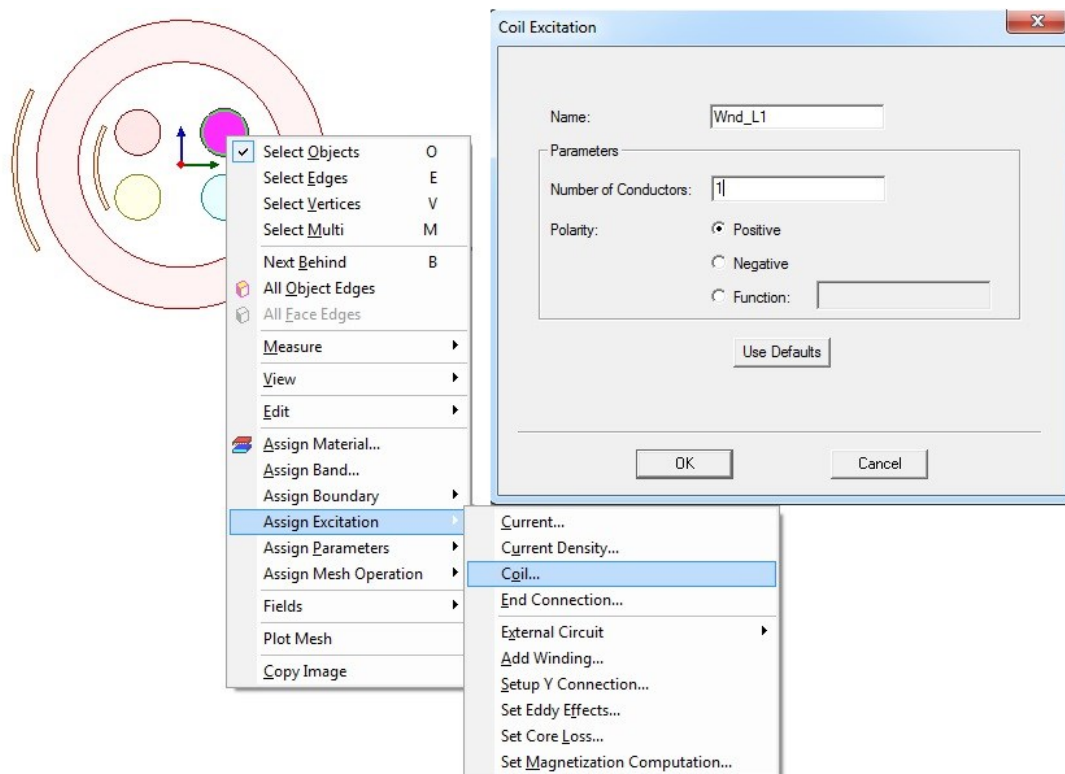 Coil Excitation
Name: Wnd_L1
Parameters
Number of Conductors: 1
Polarity: Positive
Negative
Function:
Use Defaults
OK Cancel
Select Objects O
Select Edges E
Select Vertices V
Select Multi M
Next Behind B
All Object Edges
All Face Edges
Measure
View
Edit
Assign Material...
Assign Band...
Assign Boundary
Assign Excitation
Assign Parameters
Assign Mesh Operation
Fields
Plot Mesh
Copy Image
Current...
Current Density...
Coil...
End Connection...
External Circuit
Add Winding...
Setup Y Connection...
Set Eddy Effects...
Set Core Loss...
Set Magnetization Computation...